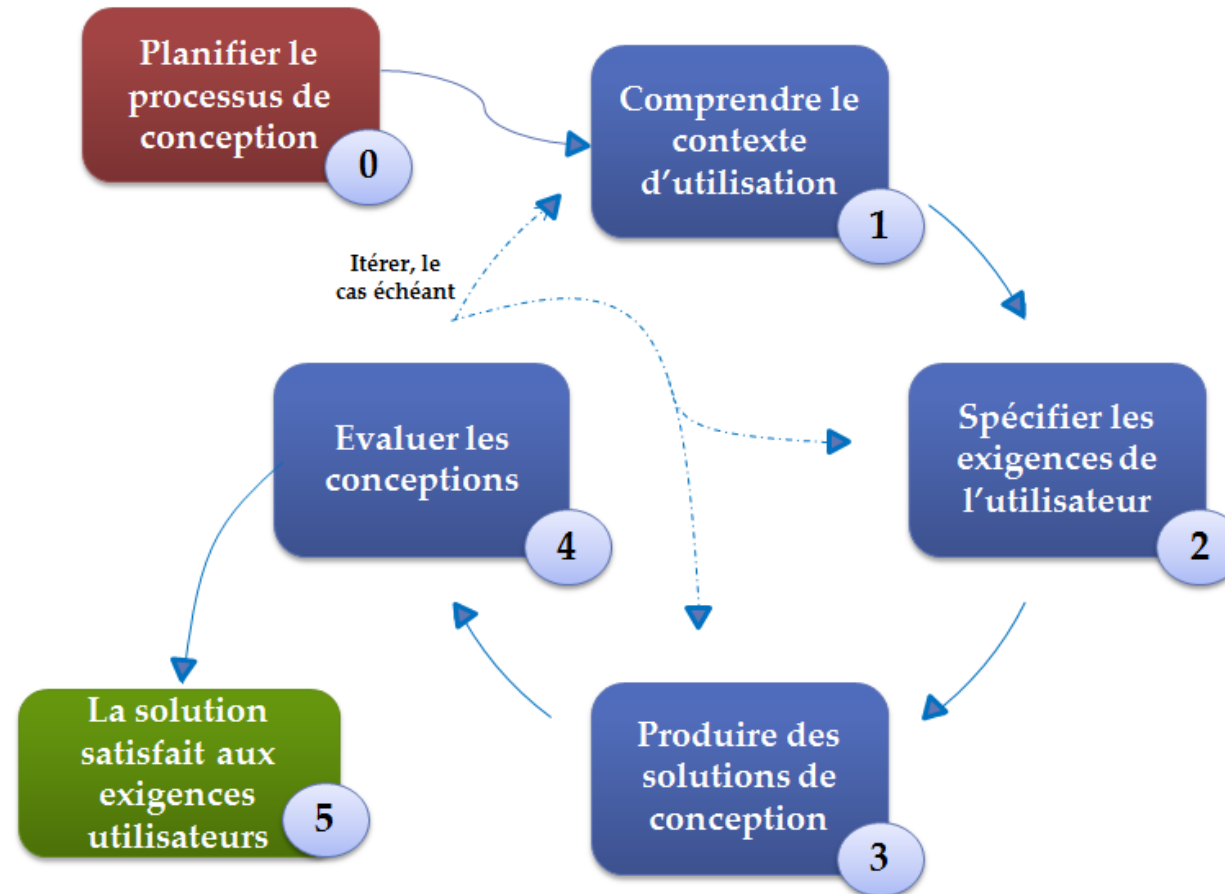 Planifier le
processus de
conception
0
Comprendre le
contexte
d'utilisation
1
Itérer, le
cas échéant
Spécifier les
exigences de
l'utilisateur
2
Produire des
solutions de
conception
3
Evaluer les
conceptions
4
La solution
satisfait aux
exigences
utilisateurs
5